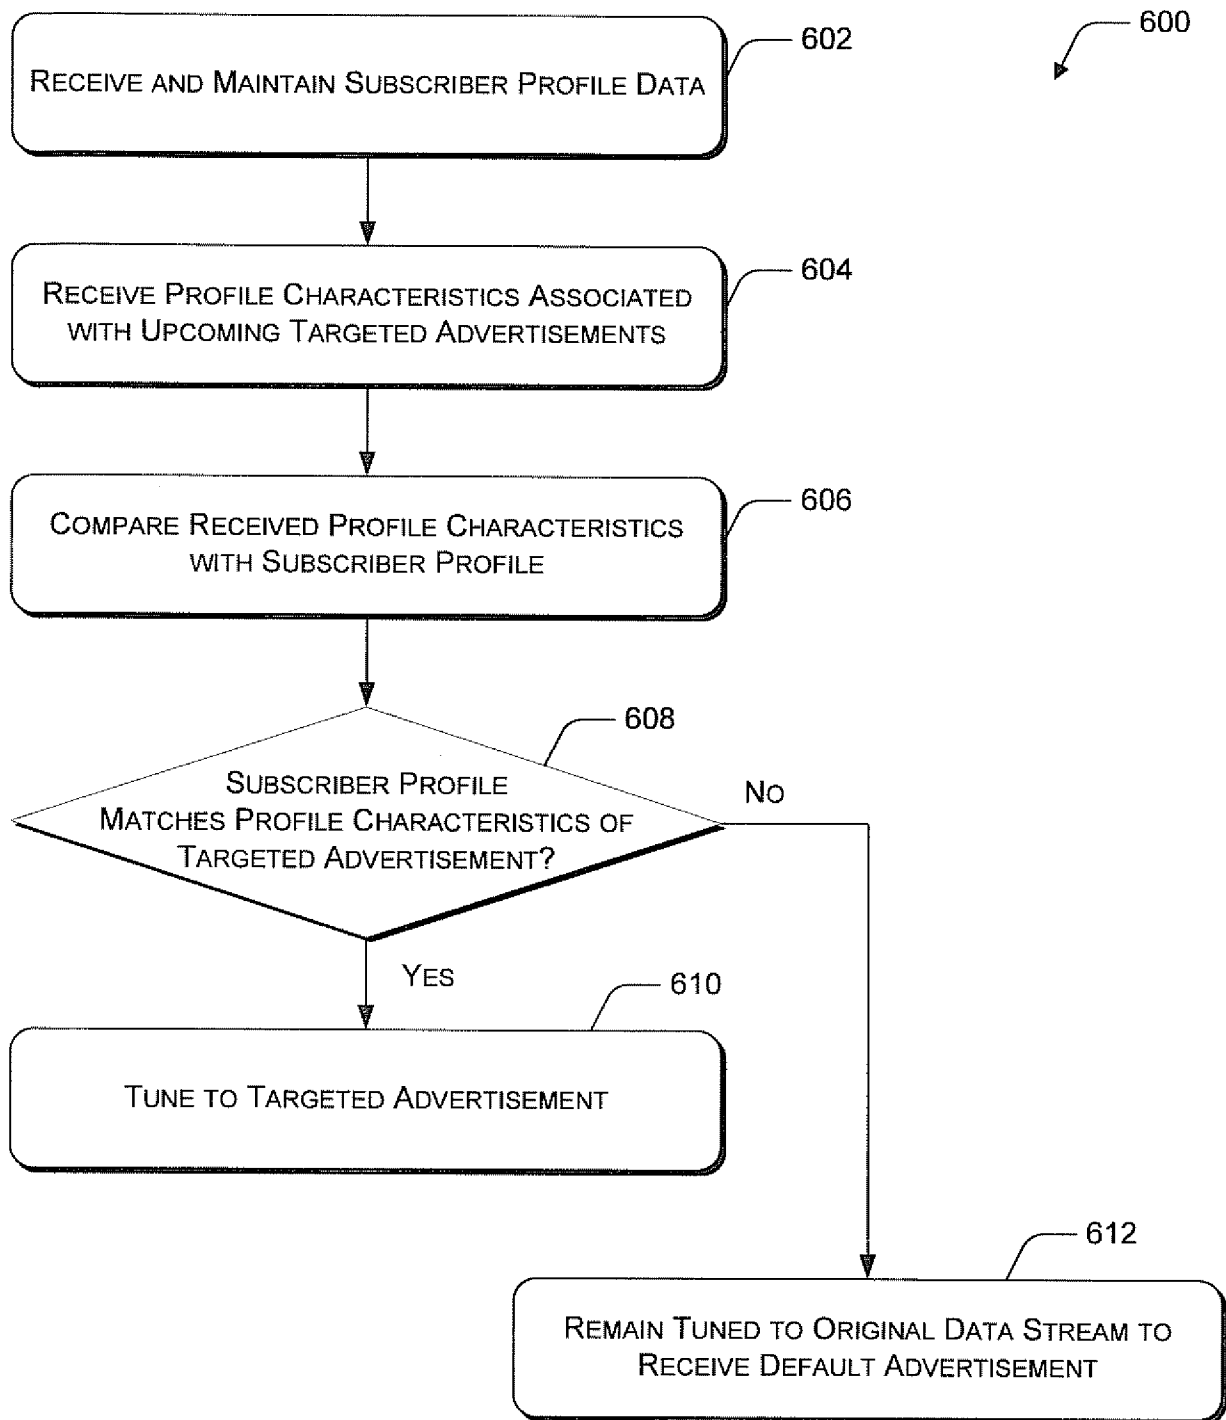 600
602
RECEIVE AND MAINTAIN SUBSCRIBER PROFILE DATA
604
RECEIVE PROFILE CHARACTERISTICS ASSOCIATED
WITH UPCOMING TARGETED ADVERTISEMENTS
606
COMPARE RECEIVED PROFILE CHARACTERISTICS
WITH SUBSCRIBER PROFILE
608
SUBSCRIBER PROFILE
MATCHES PROFILE CHARACTERISTICS OF
TARGETED ADVERTISEMENT?
NO
YES
610
TUNE TO TARGETED ADVERTISEMENT
612
REMAIN TUNED TO ORIGINAL DATA STREAM TO
RECEIVE DEFAULT ADVERTISEMENT